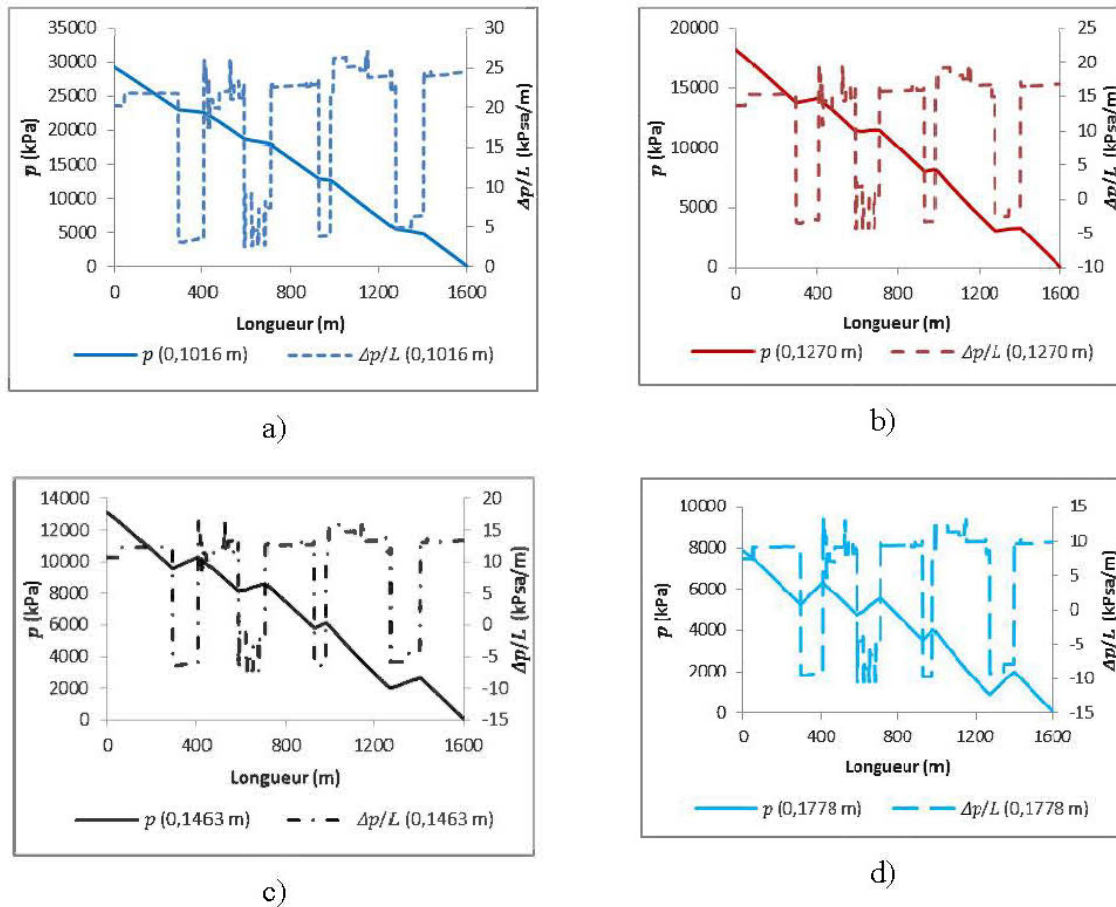 35000
30000
25000
20000
15000
10000
5000
0
p (kPa)
30
25
20
15
10
5
0
Δp/L (kPsa/m)
0 400 800 1200 1600
Longueur (m)
p (0,1016 m) Δp/L (0,1016 m)
a)
20000
15000
10000
5000
0
p (kPa)
25
20
15
10
5
0
-5
-10
Δp/L (kPsa/m)
0 400 800 1200 1600
Longueur (m)
p (0,1270 m) Δp/L (0,1270 m)
b)
14000
12000
10000
8000
6000
4000
2000
0
p (kPa)
20
15
10
5
0
-5
-10
-15
Δp/L (kPsa/m)
0 400 800 1200 1600
Longueur (m)
p (0,1463 m) Δp/L (0,1463 m)
c)
10000
8000
6000
4000
2000
0
p (kPa)
15
10
5
0
-5
-10
-15
Δp/L (kPsa/m)
0 400 800 1200 1600
Longueur (m)
p (0,1778 m) Δp/L (0,1778 m)
d)